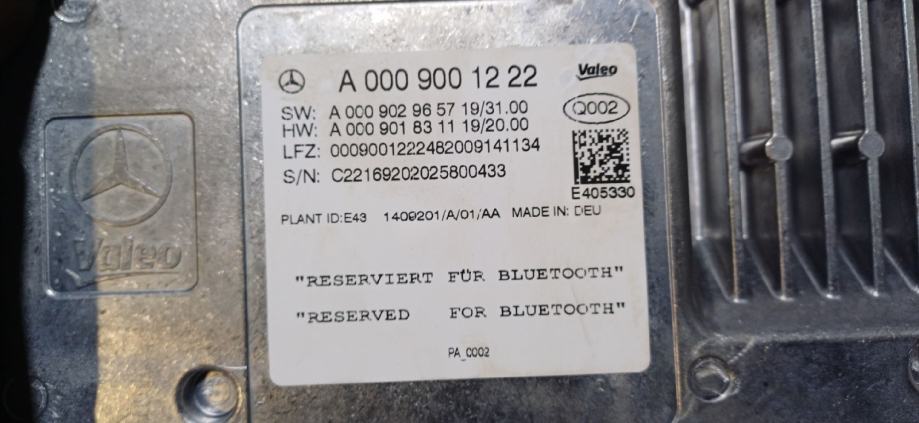 A 000 900 12 22
Valeo
SW: A 000 902 96 57 19/31.00
HW: A 000 901 83 11 19/20.00
Q002
LFZ: 0009001222482009141134
S/N: C22169202025800433
E405330
PLANT ID:E43 1409201/A/01/AA MADE IN: DEU
"RESERVIERT FÜR BLUETOOTH"
"RESERVED FOR BLUETOOTH"
PA_0002
Valeo